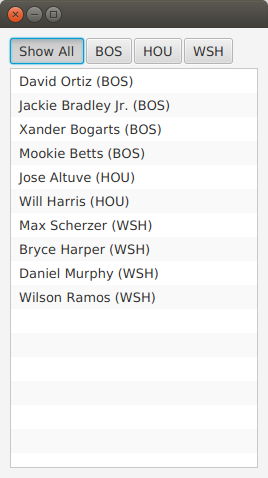 Show All BOS HOU WSH
David Ortiz (BOS)
Jackie Bradley Jr. (BOS)
Xander Bogarts (BOS)
Mookie Betts (BOS)
Jose Altuve (HOU)
Will Harris (HOU)
Max Scherzer (WSH)
Bryce Harper (WSH)
Daniel Murphy (WSH)
Wilson Ramos (WSH)